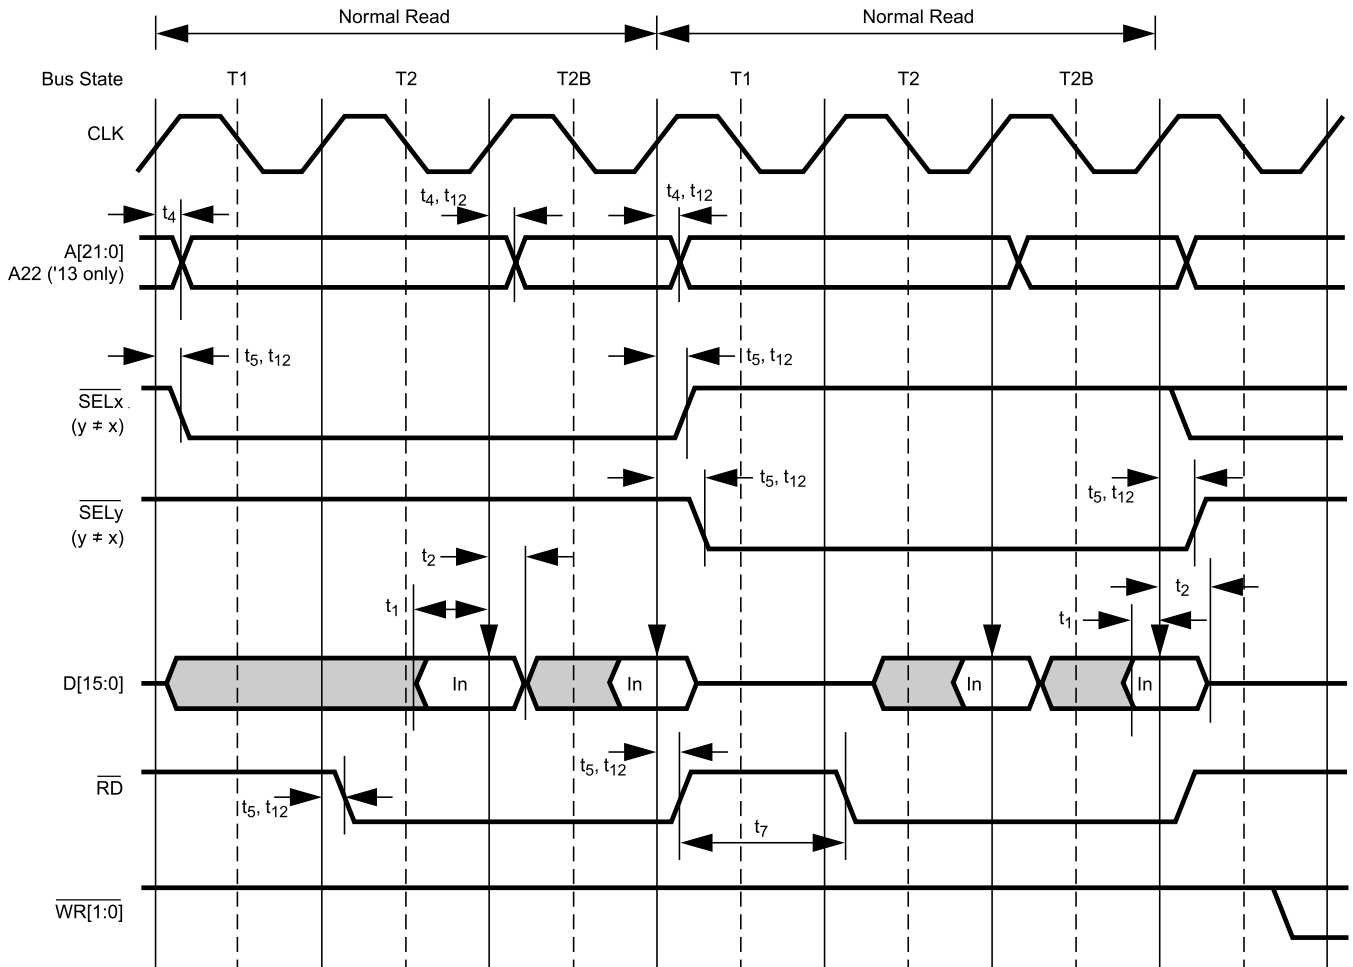 Normal Read Normal Read
Bus State T1 T2 T2B T1 T2 T2B
CLK
t4 t4, t12 t4, t12
A[21:0]
A22 ('13 only)
t5, t12 t5, t12
SELx
(y ≠ x)
t5, t12 t5, t12
SELy
(y ≠ x)
t2 t2
t1 t1
D[15:0] In In In In
t5, t12
RD
t5, t12
t7
WR[1:0]